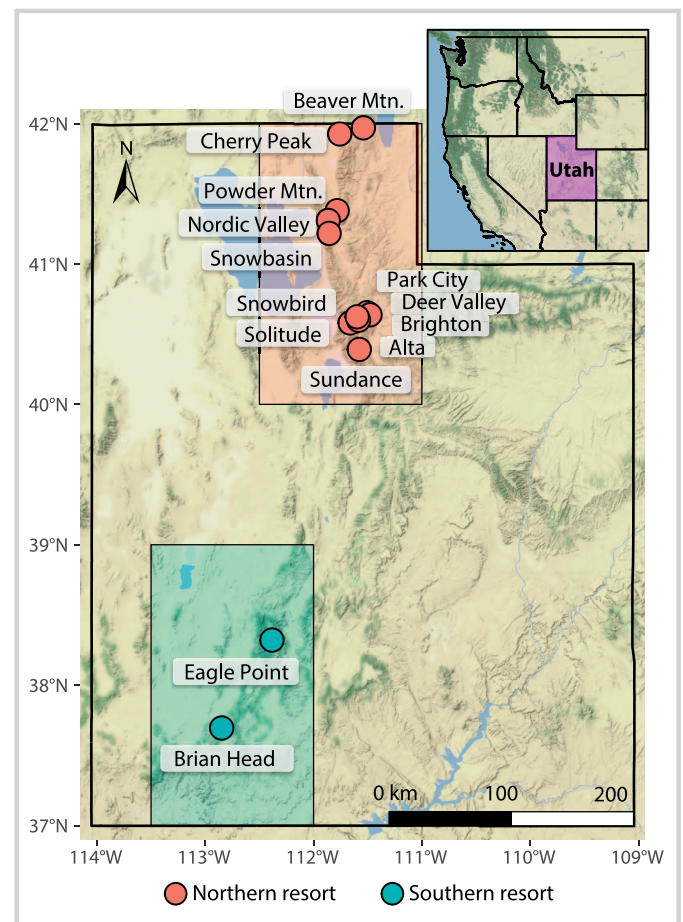 Beaver Mtn.
42°N
Cherry Peak
N
Utah
Powder Mtn.
Nordic Valley
Snowbasin
41°N
Park City
Snowbird
Deer Valley
Solitude
Brighton
Alta
Sundance
40°N
39°N
Eagle Point
38°N
Brian Head
0 km 100 200
37°N
114°W 113°W 112°W 111°W 110°W 109°W
Northern resort Southern resort